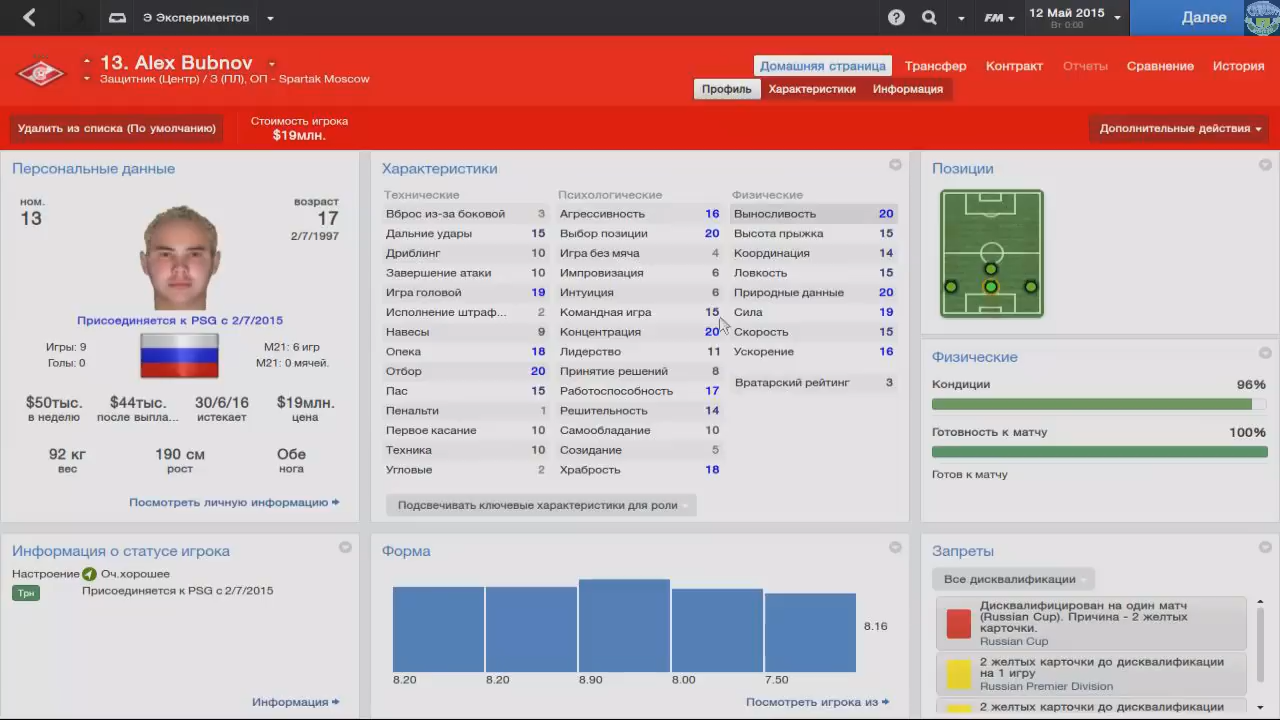 Э Экспериментов
FM
12 Май 2015
Вт 0:00
Далее
13. Alex Bubnov
Защитник (Центр) / З (ПЛ), ОП - Spartak Moscow
Домашняя страница
Трансфер
Контракт
Отчеты
Сравнение
История
Профиль
Характеристики
Информация
Удалить из списка (По умолчанию)
Стоимость игрока
$19млн.
Дополнительные действия
Персональные данные
ном.
13
возраст
17
2/7/1997
Присоединяется к PSG с 2/7/2015
Игры: 9
Голы: 0
М21: 6 игр
М21: 0 мячей.
$50тыс.
в неделю
$44тыс.
после выпла...
30/6/16
истекает
$19млн.
цена
92 кг
вес
190 см
рост
Обе
нога
Посмотреть личную информацию
Характеристики
Технические
Вброс из-за боковой 3
Дальние удары 15
Дриблинг 10
Завершение атаки 10
Игра головой 19
Исполнение штраф... 2
Навесы 9
Опека 18
Отбор 20
Пас 15
Пенальти 1
Первое касание 10
Техника 10
Угловые 2
Психологические
Агрессивность 16
Выбор позиции 20
Игра без мяча 4
Импровизация 6
Интуиция 6
Командная игра 15
Концентрация 20
Лидерство 11
Принятие решений 8
Работоспособность 17
Решительность 14
Самообладание 10
Созидание 5
Храбрость 18
Физические
Выносливость 20
Высота прыжка 15
Координация 14
Ловкость 15
Природные данные 20
Сила 19
Скорость 15
Ускорение 16
Вратарский рейтинг 3
Подсвечивать ключевые характеристики для роли
Позиции
Физические
Кондиции 96%
Готовность к матчу 100%
Готов к матчу
Информация о статусе игрока
Настроение Оч.хорошее
Трн Присоединяется к PSG с 2/7/2015
Информация
Форма
8.16
8.20 8.20 8.90 8.00 7.50
Посмотреть игрока из
Запреты
Все дисквалификации
Дисквалифицирован на один матч
(Russian Cup). Причина - 2 желтых
карточки.
Russian Cup
2 желтых карточки до дисквалификации
на 1 игру
Russian Premier Division
2 желтых карточки до дисквалификации